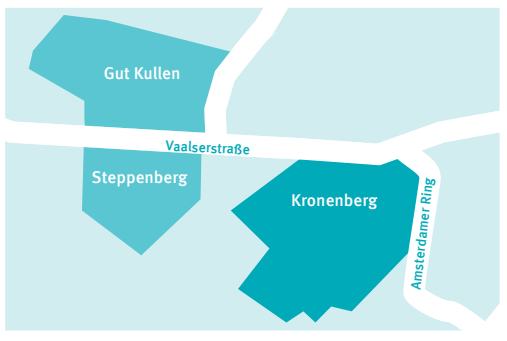 Gut Kullen
Vaalserstraße
Steppenberg
Kronenberg
Amsterdamer Ring